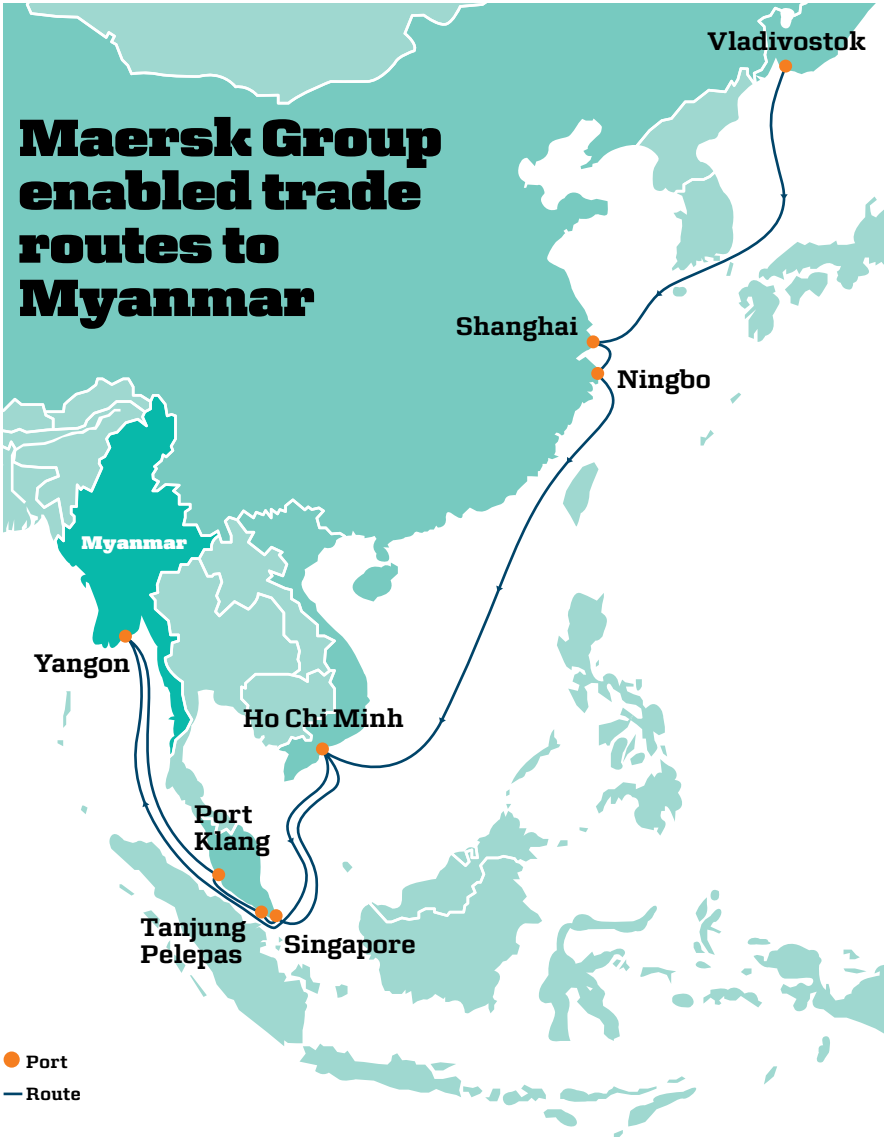 Vladivostok
Maersk Group
enabled trade
routes to
Myanmar
Shanghai
Ningbo
Myanmar
Yangon
Ho Chi Minh
Port
Klang
Tanjung
Pelepas
Singapore
Port
Route